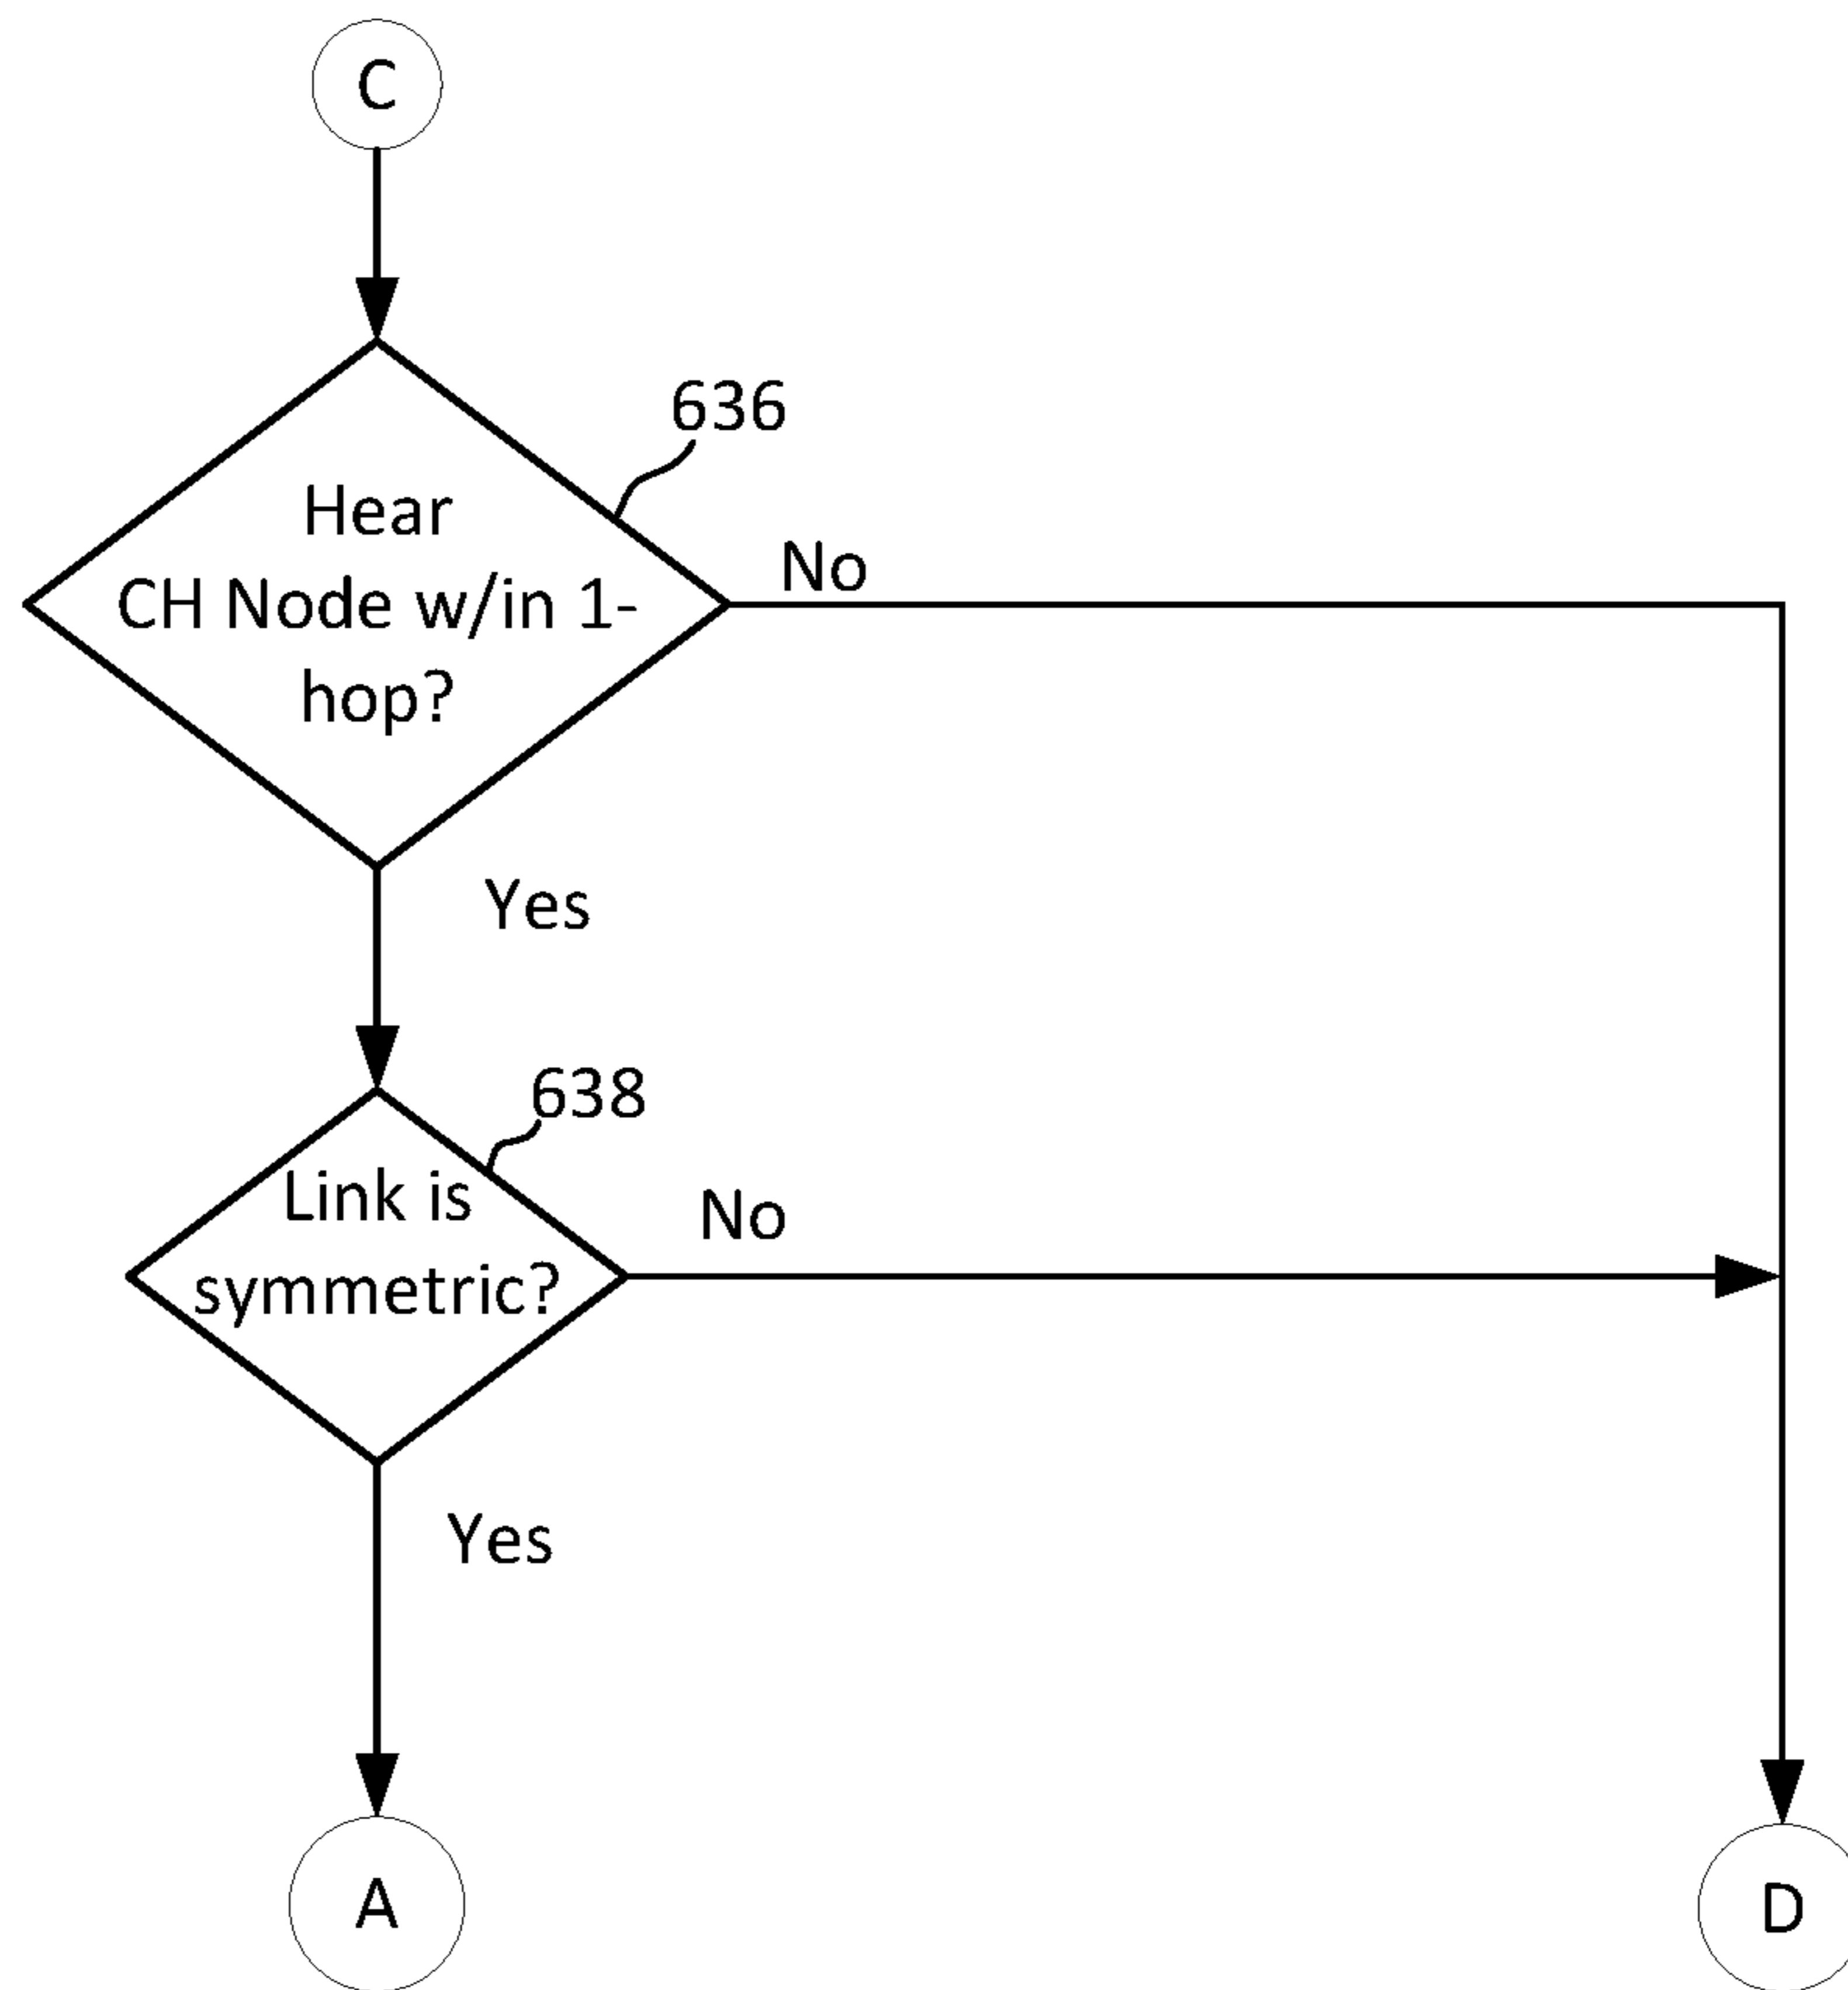 C
636
Hear
CH Node w/in 1-
hop?
No
Yes
638
Link is
symmetric?
No
Yes
A
D